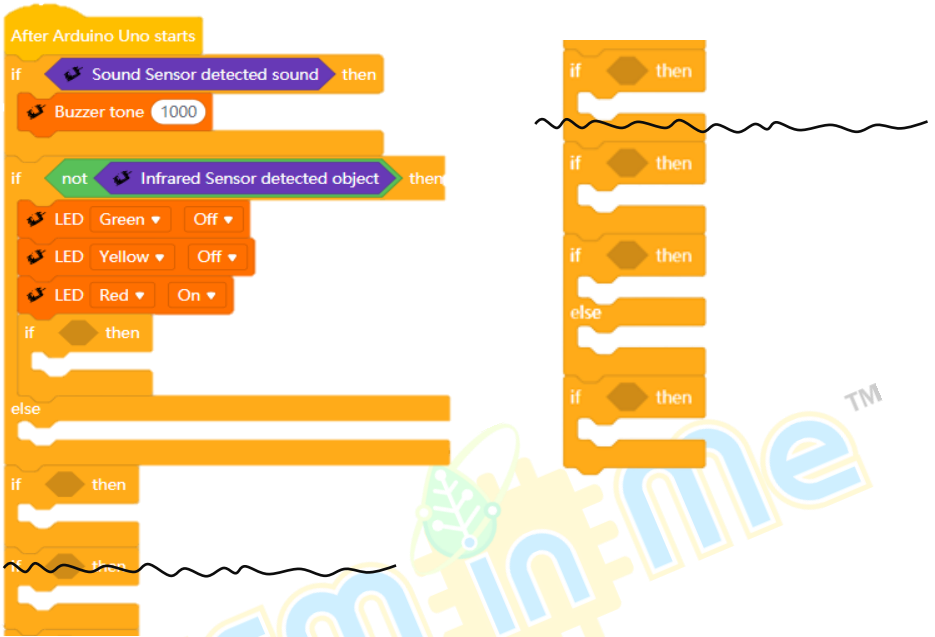 After Arduino Uno starts
if Sound Sensor detected sound then
Buzzer tone 1000
if not Infrared Sensor detected object then
LED Green Off
LED Yellow Off
LED Red On
if then
else
if then
if then
if then
if then
if then
else
if then
in me TM